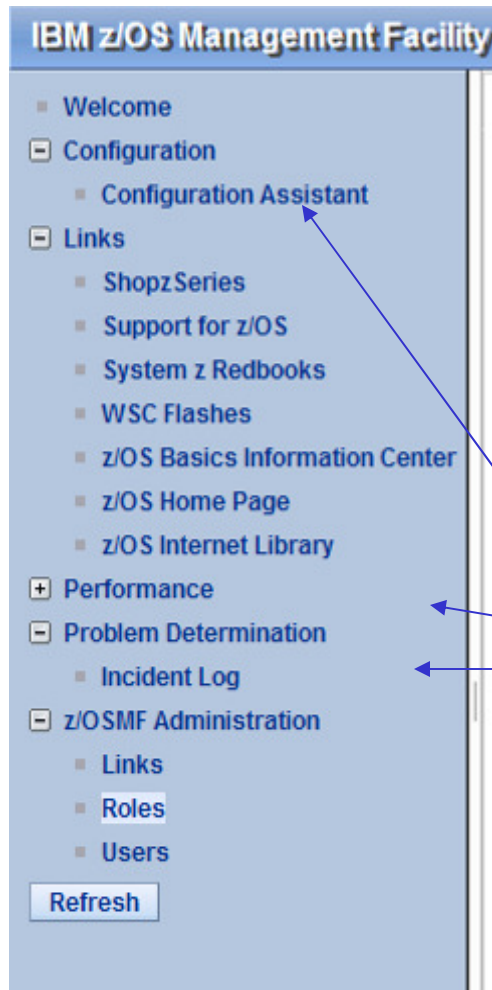 IBM z/OS Management Facility
Welcome
Configuration
Configuration Assistant
Links
ShopzSeries
Support for z/OS
System z Redbooks
WSC Flashes
z/OS Basics Information Center
z/OS Home Page
z/OS Internet Library
Performance
Problem Determination
Incident Log
z/OSMF Administration
Links
Roles
Users
Refresh